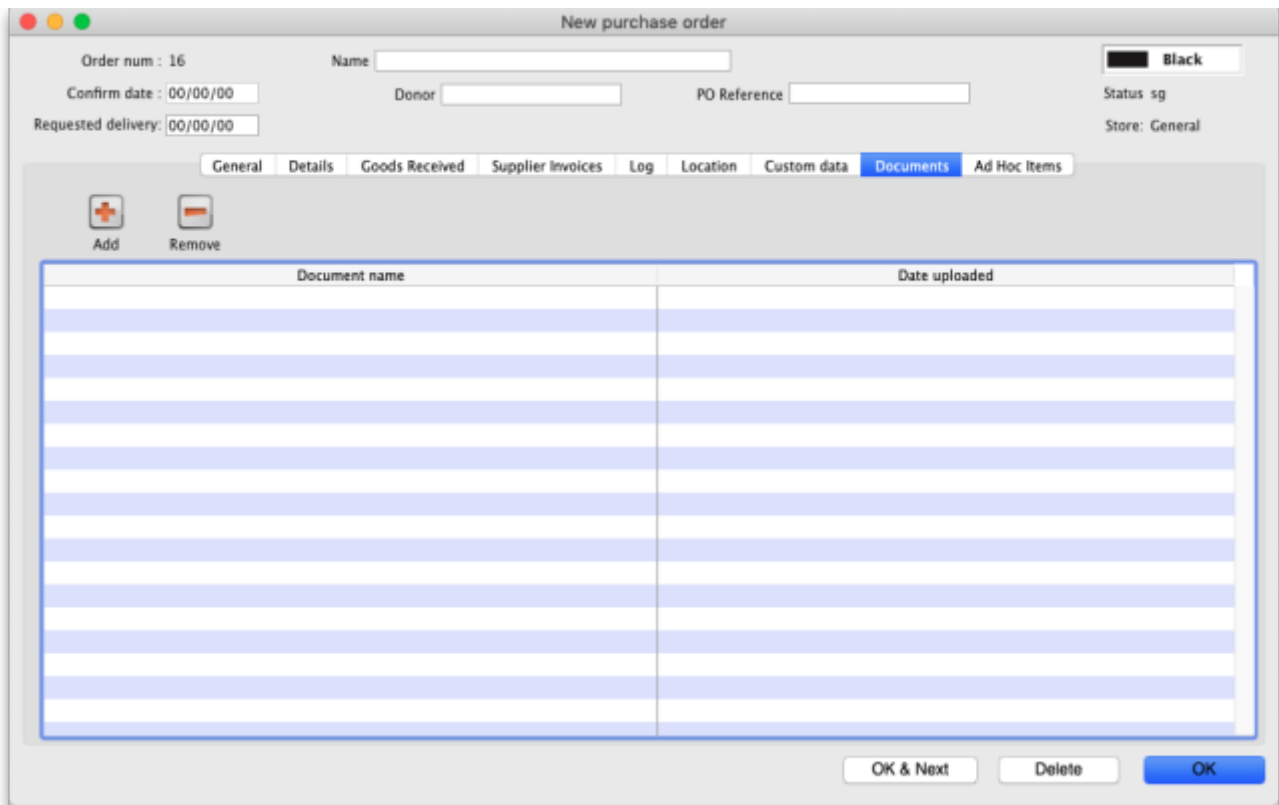 New purchase order
Order num : 16 Name Black
Confirm date : 00/00/00 Donor PO Reference Status sg
Requested delivery: 00/00/00 Store: General
General Details Goods Received Supplier Invoices Log Location Custom data Documents Ad Hoc Items
Add Remove
Document name Date uploaded
OK & Next Delete OK